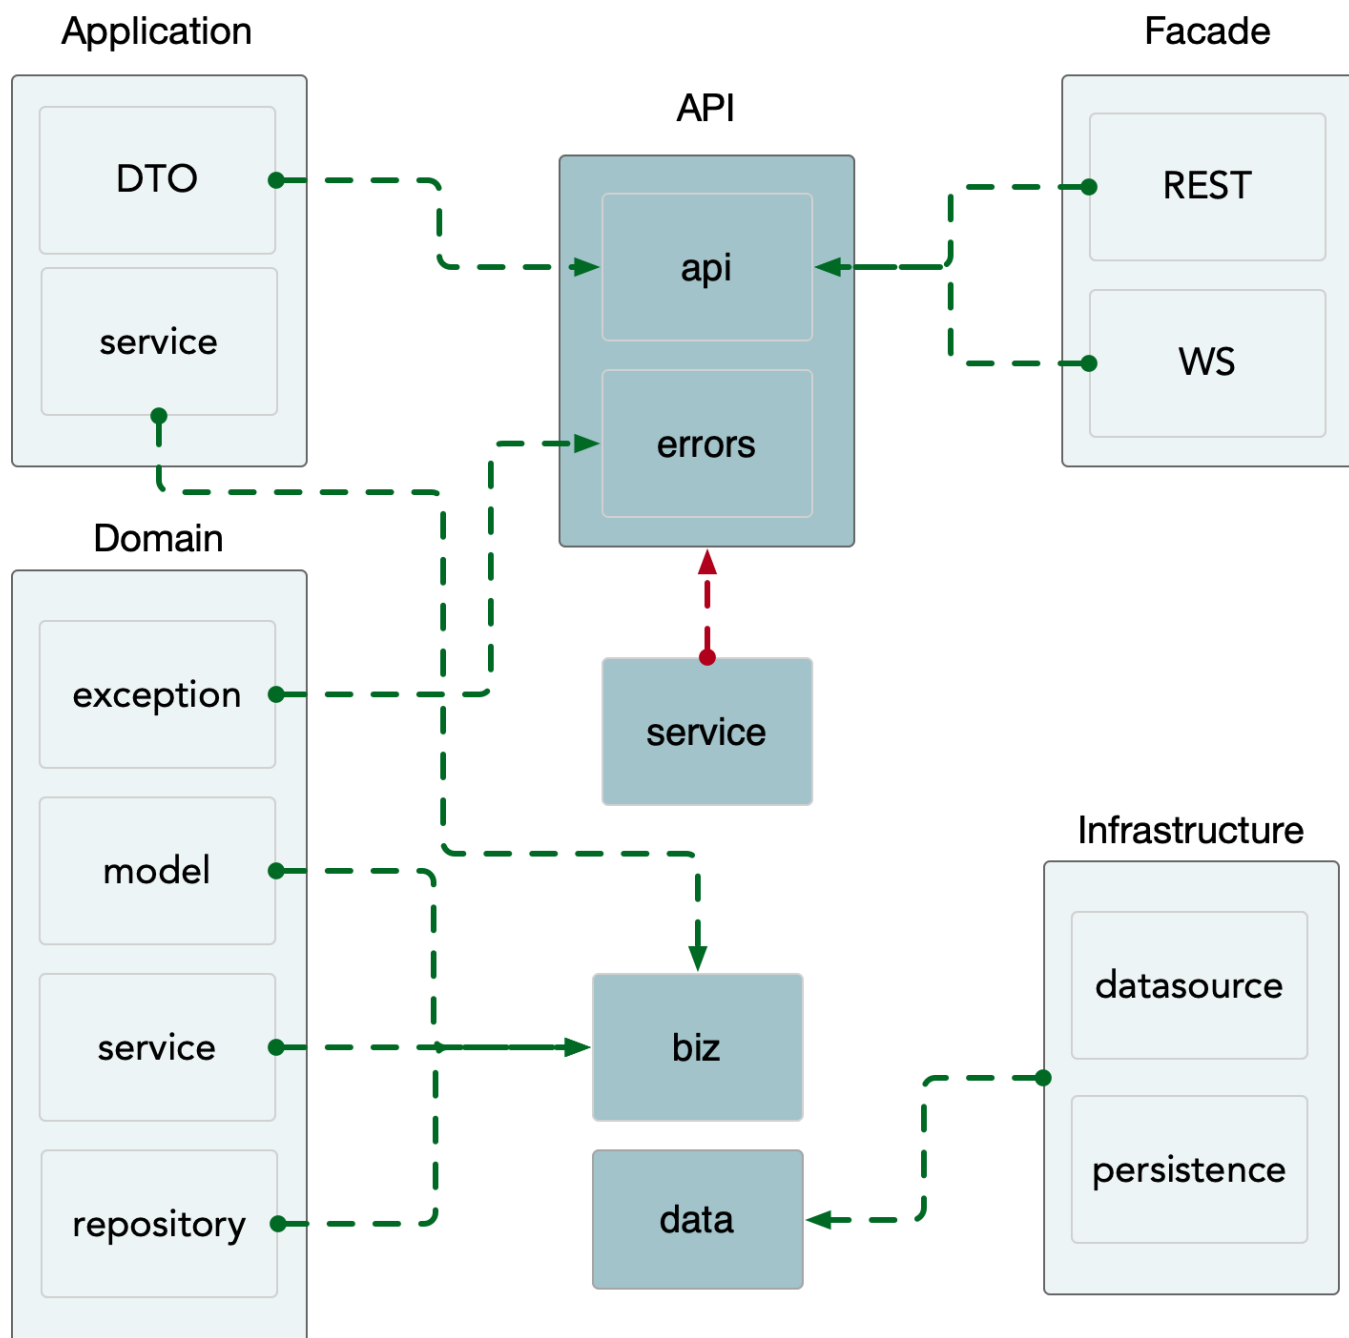 Application
DTO
service
Domain
exception
model
service
repository
API
api
errors
service
biz
data
Facade
REST
WS
Infrastructure
datasource
persistence